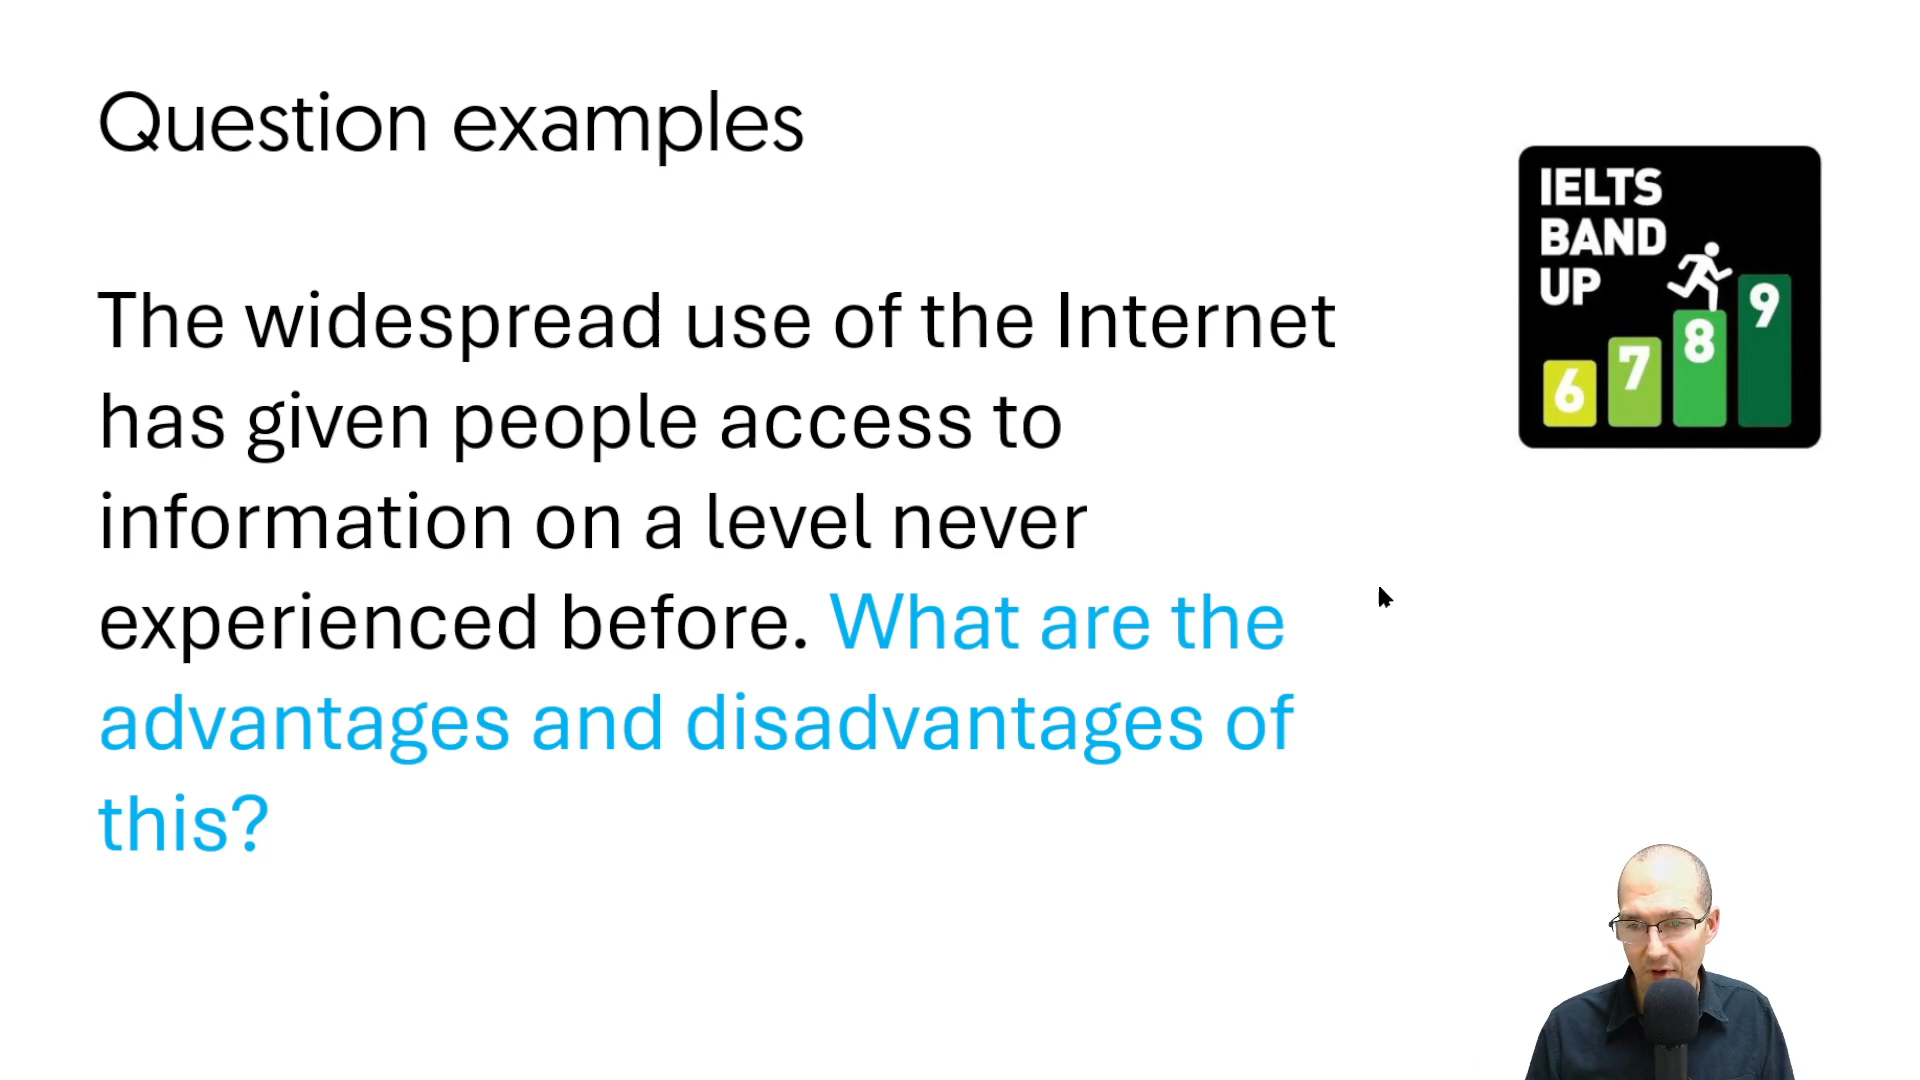 Question examples
The widespread use of the Internet
has given people access to
information on a level never
experienced before. What are the
advantages and disadvantages of
this?
IELTS
BAND
UP
6 7 8 9